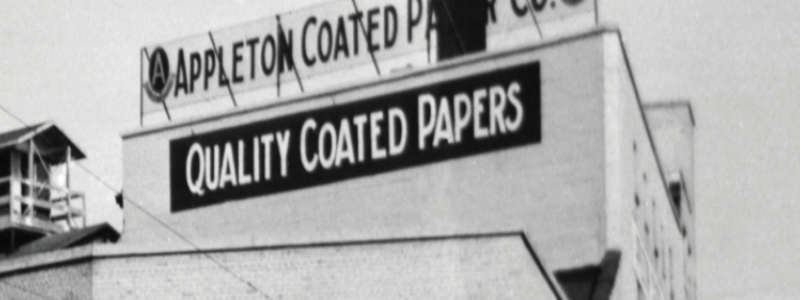 A APPLETON COATED PAPER CO.
QUALITY COATED PAPERS